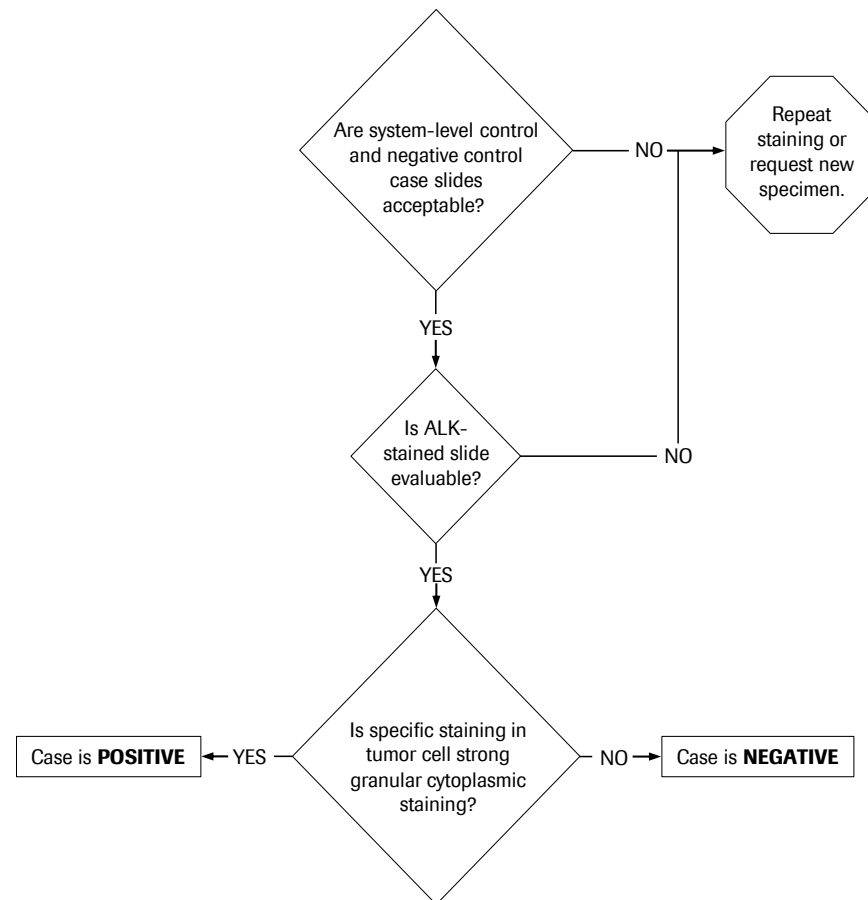 Are system-level control
and negative control
case slides
acceptable?
NO
Repeat
staining or
request new
specimen.
YES
Is ALK-
stained slide
evaluable?
NO
YES
Is specific staining in
tumor cell strong
granular cytoplasmic
staining?
Case is POSITIVE
YES
NO
Case is NEGATIVE